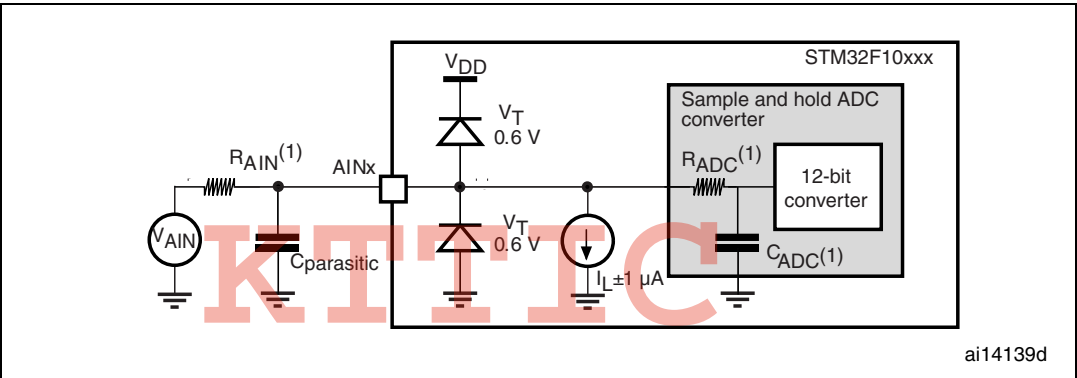 STM32F10xxx
VDD
Sample and hold ADC
converter
VT
0.6 V
RAIN(1)
AINx
RADC(1)
12-bit
converter
VAIN
Cparasitic
VT
0.6 V
IL±1 µA
CADC(1)
KTTIC
ai14139d